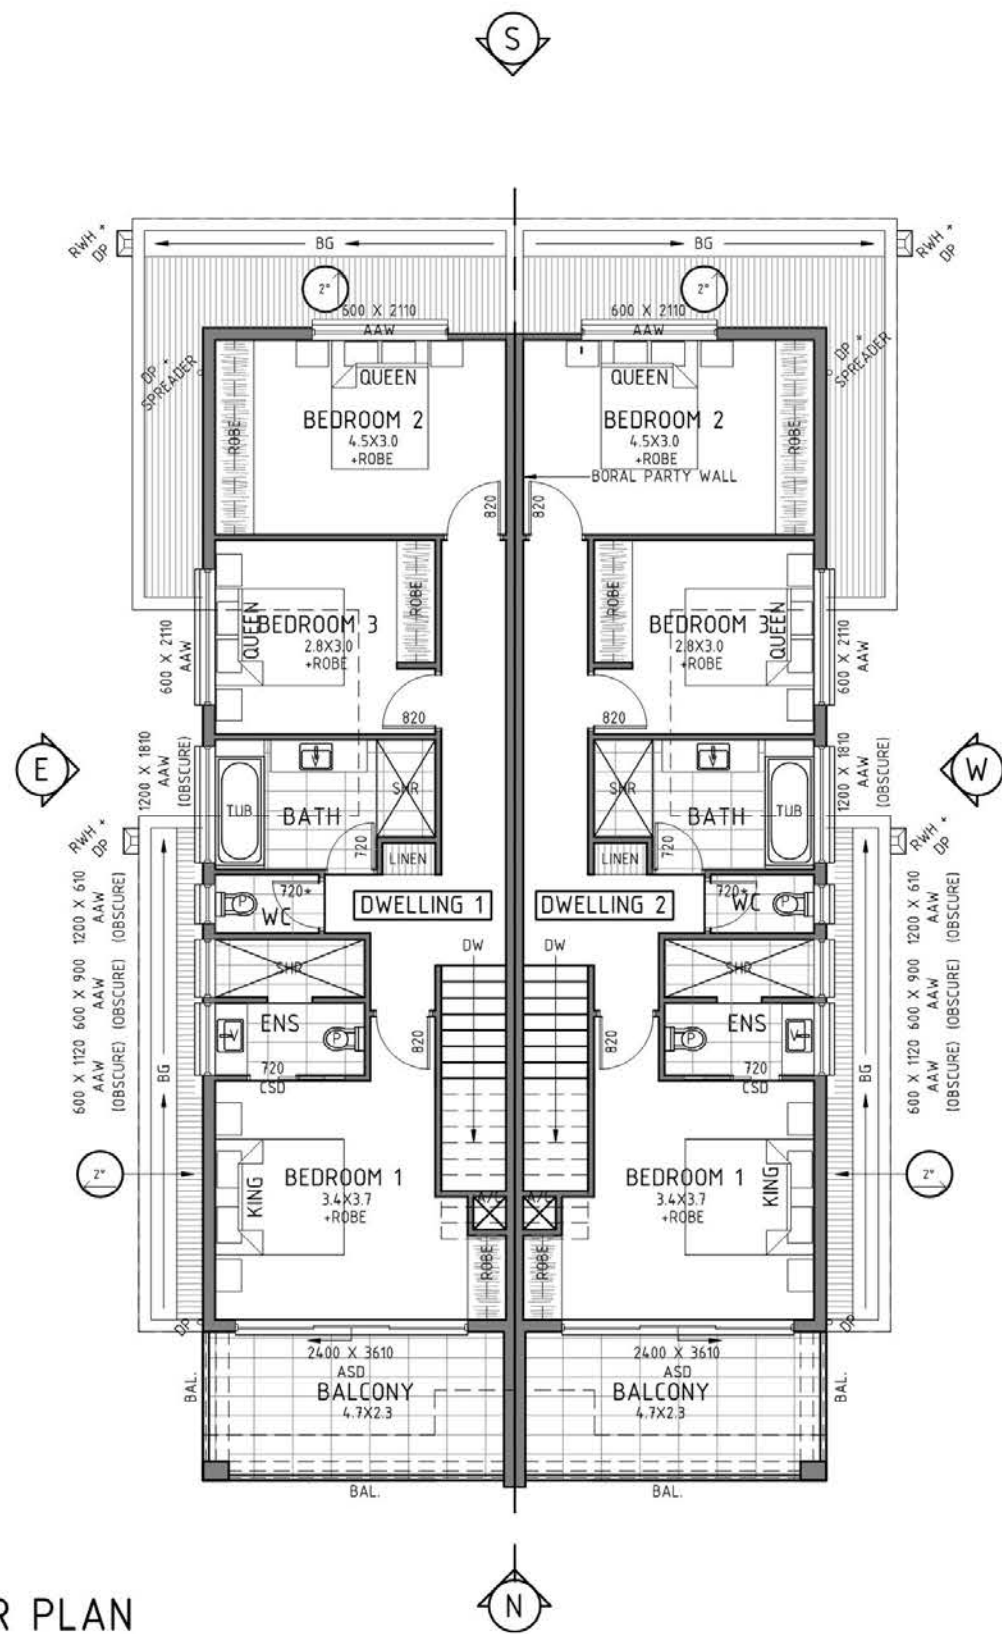 S
RWH +
DP
BG
BG
RWH +
DP
2°
2°
600 X 2110
AAW
600 X 2110
AAW
DP +
SPREADER
DP +
SPREADER
QUEEN
BEDROOM 2
4.5X3.0
+ROBE
ROBE
QUEEN
BEDROOM 2
4.5X3.0
+ROBE
ROBE
BORAL PARTY WALL
820
820
QUEEN
BEDROOM 3
2.8X3.0
+ROBE
ROBE
ROBE
BEDROOM 3
2.8X3.0
+ROBE
QUEEN
600 X 2110
AAW
600 X 2110
AAW
820
820
E
W
1200 X 1810
AAW
(OBSCURE)
1200 X 1810
AAW
(OBSCURE)
TUB
BATH
SHR
SHR
BATH
TUB
RWH +
DP
RWH +
DP
720
LINEN
LINEN
720
720*
WC
DWELLING 1
DWELLING 2
720*
WC
1200 X 610
AAW
(OBSCURE)
1200 X 610
AAW
(OBSCURE)
SHR
DW
DW
SHR
600 X 900
AAW
(OBSCURE)
600 X 900
AAW
(OBSCURE)
V
ENS
P
P
P
P
ENS
V
820
820
720
CSD
720
CSD
600 X 1120
AAW
(OBSCURE)
600 X 1120
AAW
(OBSCURE)
BG
BG
2°
2°
KING
BEDROOM 1
3.4X3.7
+ROBE
A/C
A/C
BEDROOM 1
3.4X3.7
+ROBE
KING
ROBE
ROBE
DP
DP
2400 X 3610
ASD
BALCONY
4.7X2.3
2400 X 3610
ASD
BALCONY
4.7X2.3
BAL.
BAL.
BAL.
BAL.
N
R PLAN